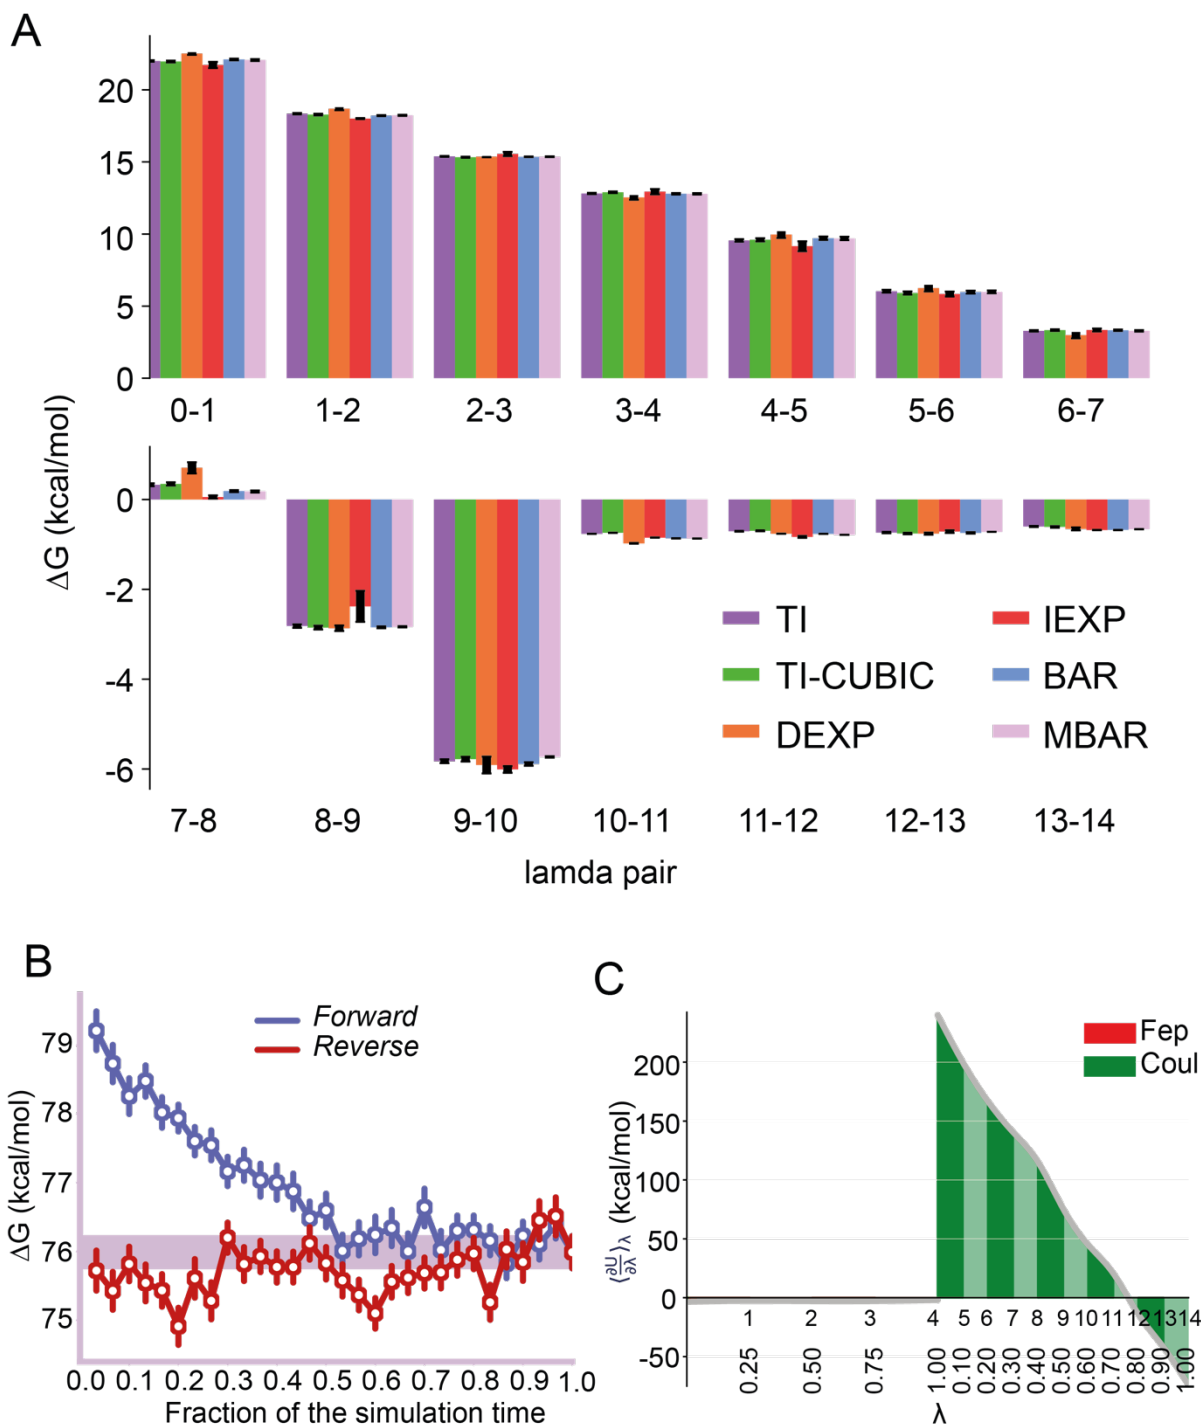 A
20
15
10
5
0
0-1 1-2 2-3 3-4 4-5 5-6 6-7
ΔG (kcal/mol)
0
-2
-4
-6
TI IEXP
TI-CUBIC BAR
DEXP MBAR
7-8 8-9 9-10 10-11 11-12 12-13 13-14
lamda pair
B
Forward
Reverse
ΔG (kcal/mol)
79
78
77
76
75
0.0 0.1 0.2 0.3 0.4 0.5 0.6 0.7 0.8 0.9 1.0
Fraction of the simulation time
C
Fep
Coul
⟨∂U/∂λ⟩λ (kcal/mol)
200
150
100
50
0
-50
1 2 3 4 5 6 7 8 9 10 11 12 13 14
0.25 0.50 0.75 1.00 0.10 0.20 0.30 0.40 0.50 0.60 0.70 0.80 0.90 1.00
λ